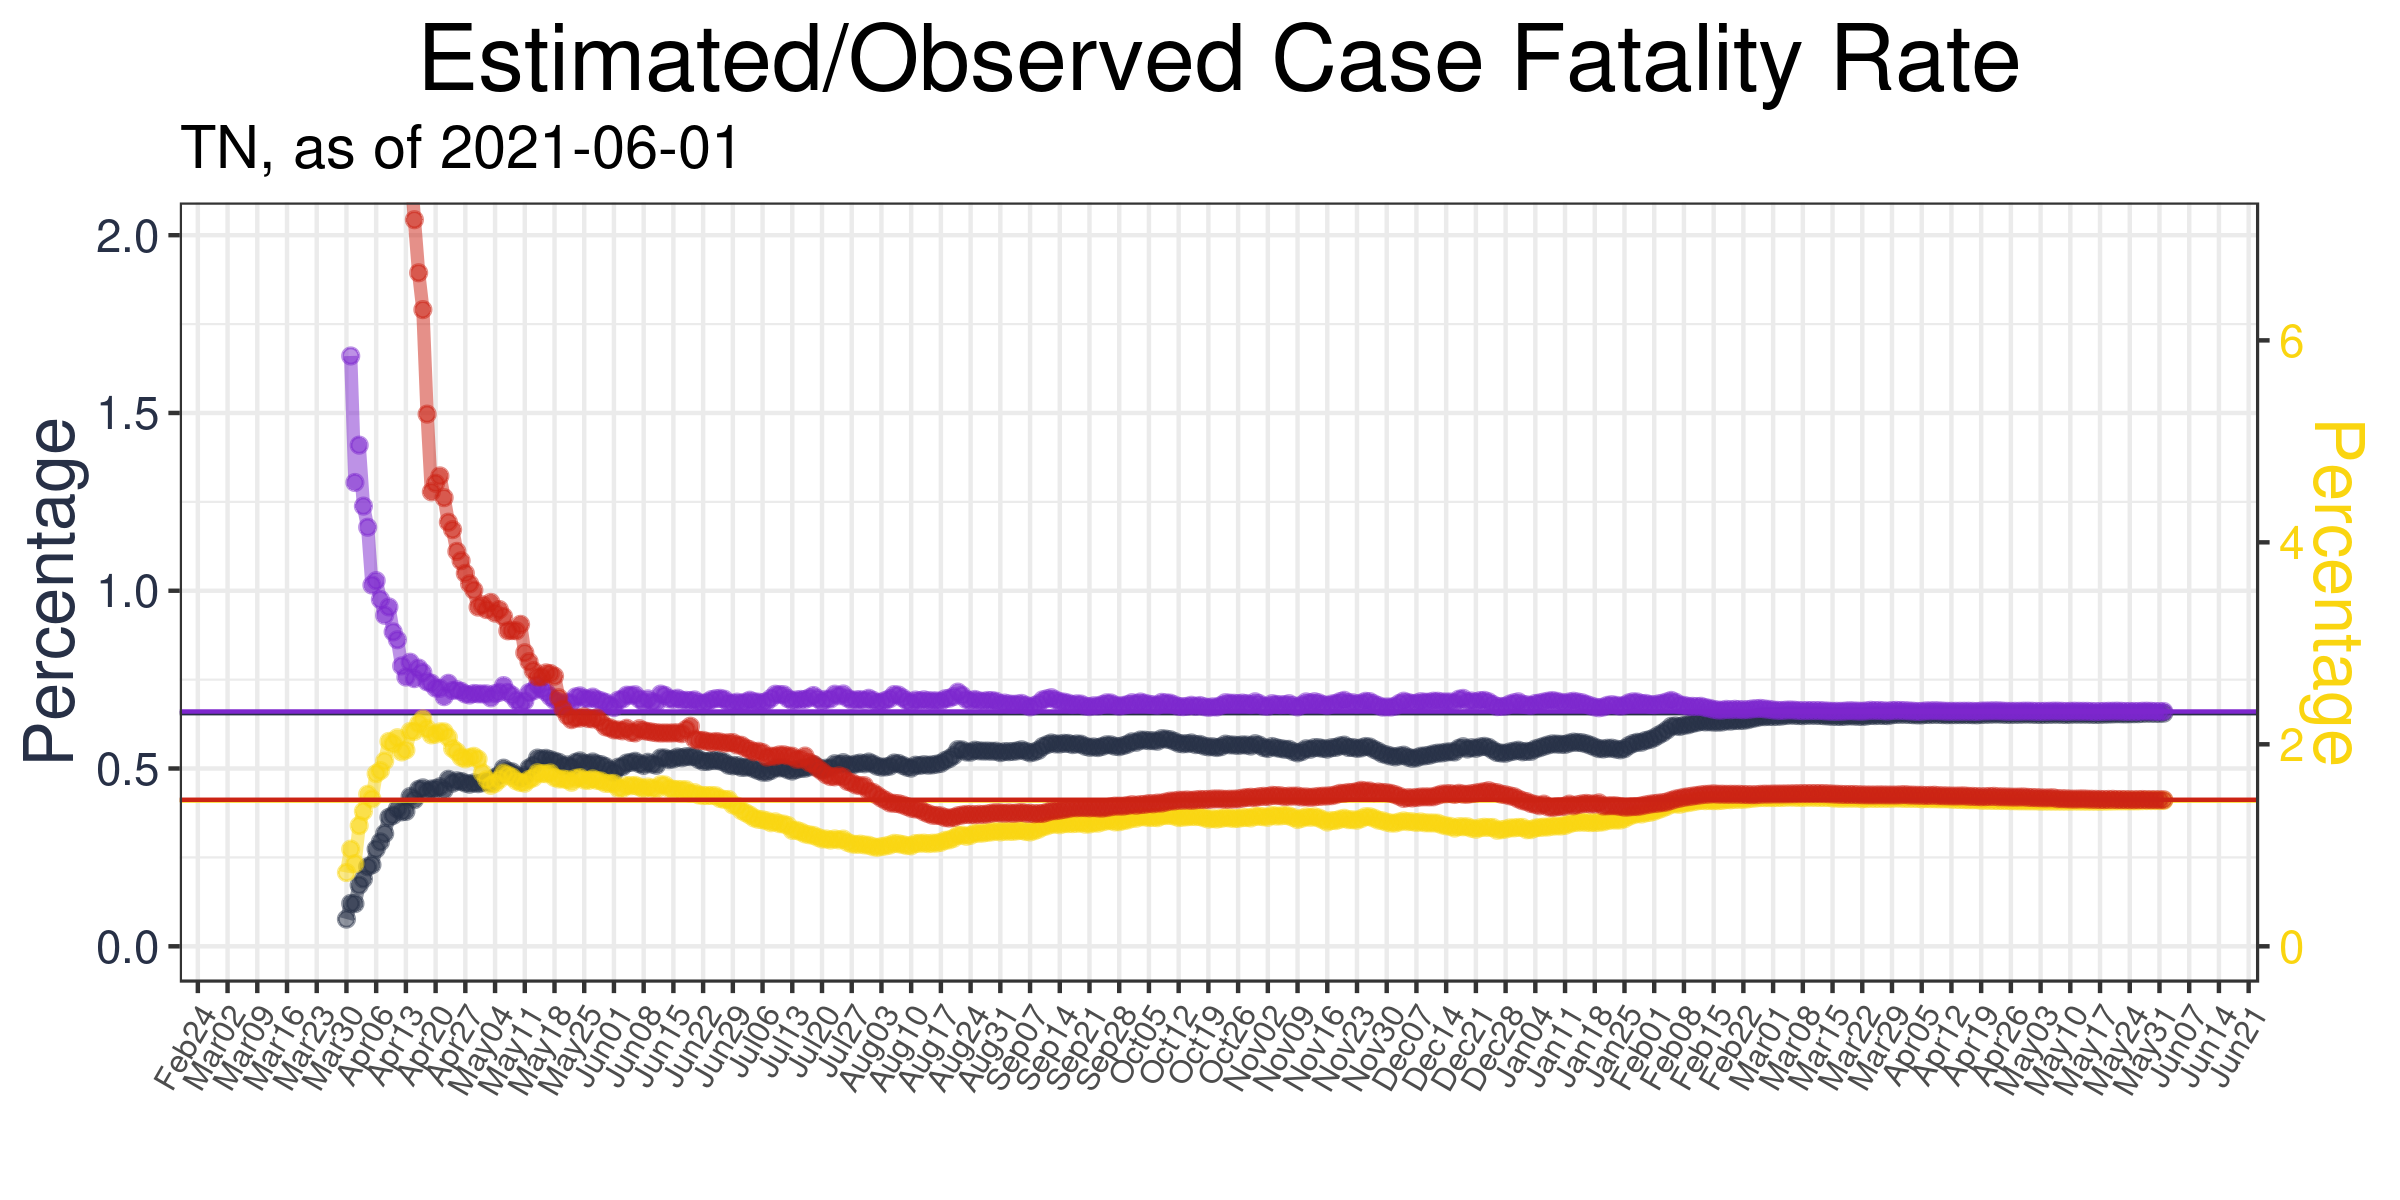 Estimated/Observed Case Fatality Rate
TN, as of 2021-06-01
Percentage
2.0
1.5
1.0
0.5
0.0
6
4
2
0
Percentage
Feb24
Mar02
Mar09
Mar16
Mar23
Mar30
Apr06
Apr13
Apr20
Apr27
May04
May11
May18
May25
Jun01
Jun08
Jun15
Jun22
Jun29
Jul06
Jul13
Jul20
Jul27
Aug03
Aug10
Aug17
Aug24
Aug31
Sep07
Sep14
Sep21
Sep28
Oct05
Oct12
Oct19
Oct26
Nov02
Nov09
Nov16
Nov23
Nov30
Dec07
Dec14
Dec21
Dec28
Jan04
Jan11
Jan18
Jan25
Feb01
Feb08
Feb15
Feb22
Mar01
Mar08
Mar15
Mar22
Mar29
Apr05
Apr12
Apr19
Apr26
May03
May10
May17
May24
May31
Jun07
Jun14
Jun21